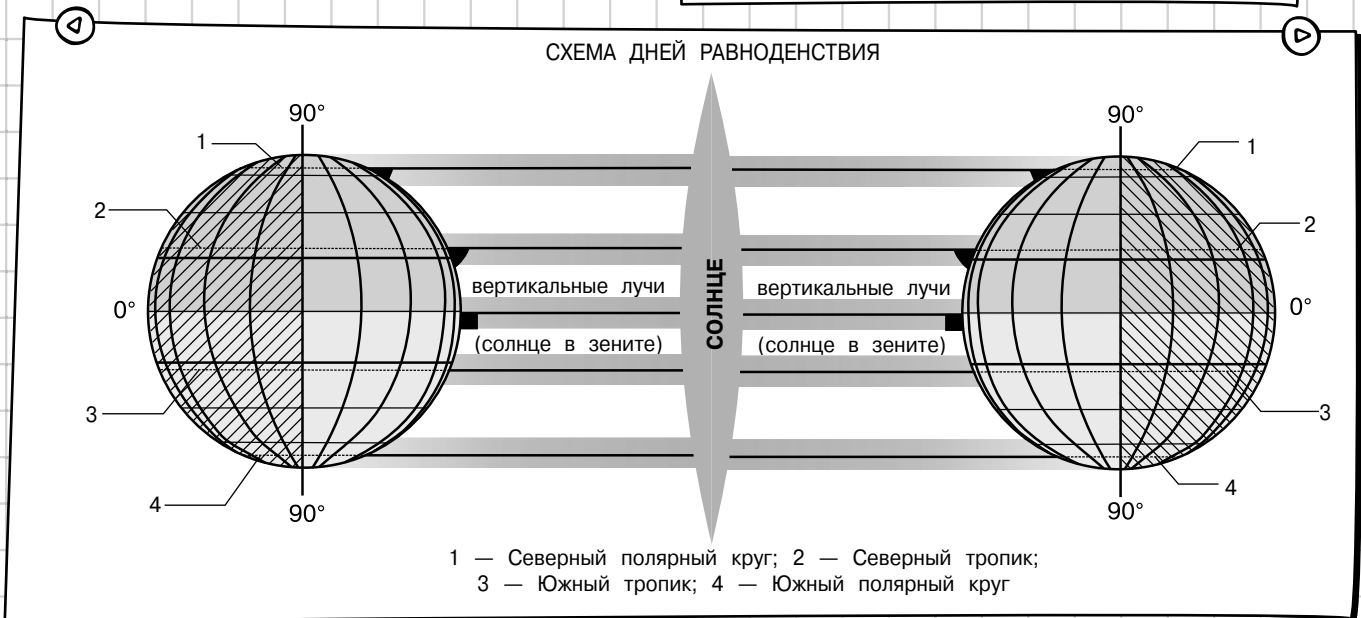 СХЕМА ДНЕЙ РАВНОДЕНСТВИЯ
90°
90°
1
1
2
2
вертикальные лучи
вертикальные лучи
0°
0°
СОЛНЦЕ
(солнце в зените)
(солнце в зените)
3
3
4
4
90°
90°
1 — Северный полярный круг; 2 — Северный тропик;
3 — Южный тропик; 4 — Южный полярный круг